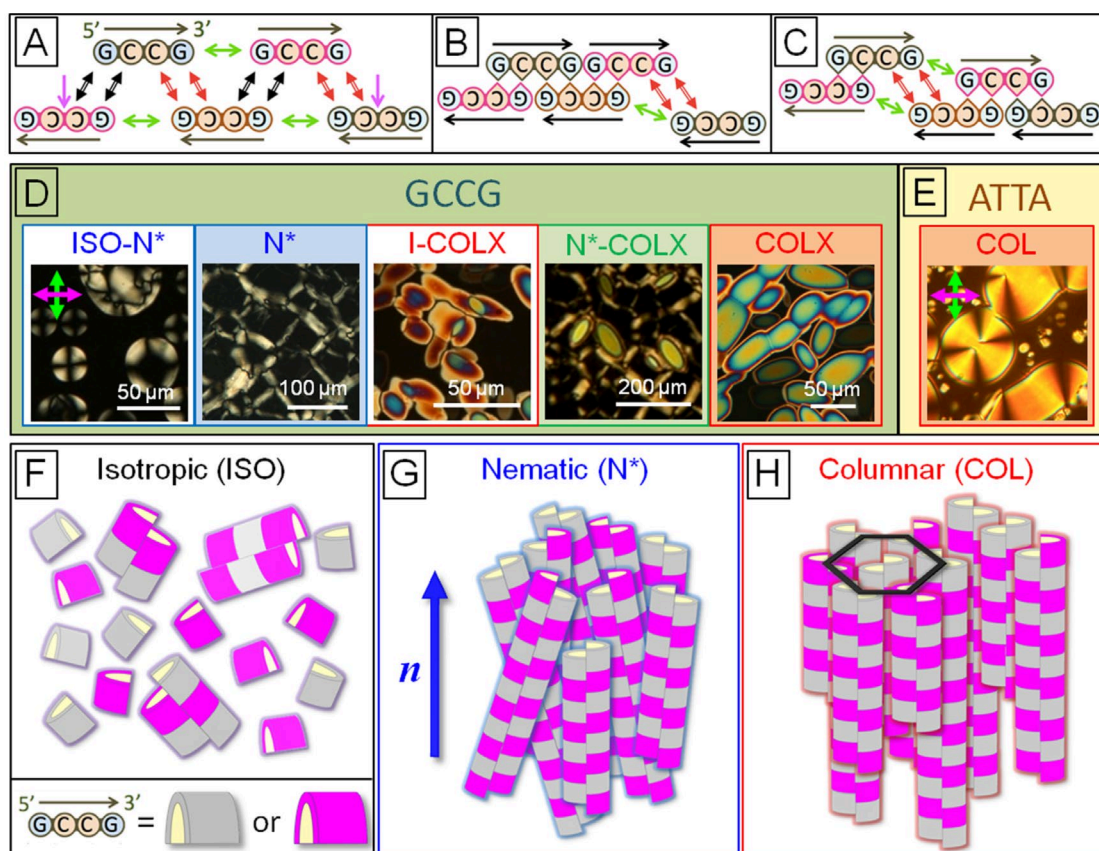 A
5’ 3’
GCCG GCCG
GCCG GCCG GCCG
B
GCCG GCCG
GCCG GCCG
GCCG
C
GCCG
GCCG GCCG
GCCG GCCG
D
GCCG
ISO-N* N* I-COLX N*-COLX COLX
50 µm 100 µm 50 µm 200 µm 50 µm
E
ATTA
COL
F
Isotropic (ISO)
5’ 3’
GCCG = or
G
Nematic (N*)
n
H
Columnar (COL)